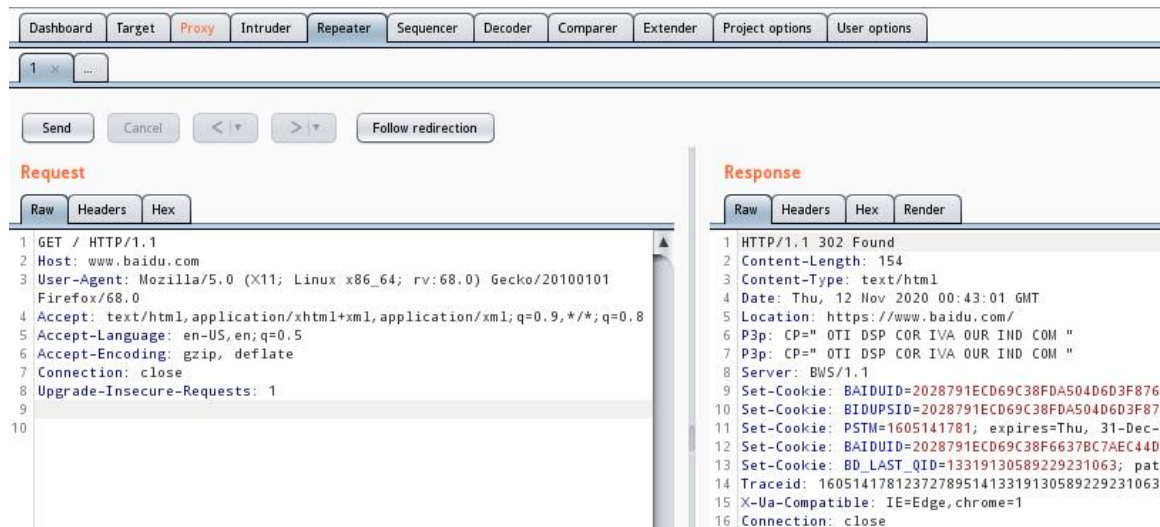 Dashboard Target Proxy Intruder Repeater Sequencer Decoder Comparer Extender Project options User options
1 × ...
Send Cancel < > Follow redirection
Request
Raw Headers Hex
1 GET / HTTP/1.1
2 Host: www.baidu.com
3 User-Agent: Mozilla/5.0 (X11; Linux x86_64; rv:68.0) Gecko/20100101
Firefox/68.0
4 Accept: text/html,application/xhtml+xml,application/xml;q=0.9,*/*;q=0.8
5 Accept-Language: en-US,en;q=0.5
6 Accept-Encoding: gzip, deflate
7 Connection: close
8 Upgrade-Insecure-Requests: 1
9
10
Response
Raw Headers Hex Render
1 HTTP/1.1 302 Found
2 Content-Length: 154
3 Content-Type: text/html
4 Date: Thu, 12 Nov 2020 00:43:01 GMT
5 Location: https://www.baidu.com/
6 P3p: CP=" OTI DSP COR IVA OUR IND COM "
7 P3p: CP=" OTI DSP COR IVA OUR IND COM "
8 Server: BWS/1.1
9 Set-Cookie: BAIDUID=2028791ECD69C38FDA504D6D3F876
10 Set-Cookie: BIDUPSID=2028791ECD69C38FDA504D6D3F87
11 Set-Cookie: PSTM=1605141781; expires=Thu, 31-Dec-
12 Set-Cookie: BAIDUID=2028791ECD69C38F6637BC7AEC44D
13 Set-Cookie: BD_LAST_QID=13319130589229231063; pat
14 Traceid: 1605141781237278951413319130589229231063
15 X-Ua-Compatible: IE=Edge,chrome=1
16 Connection: close